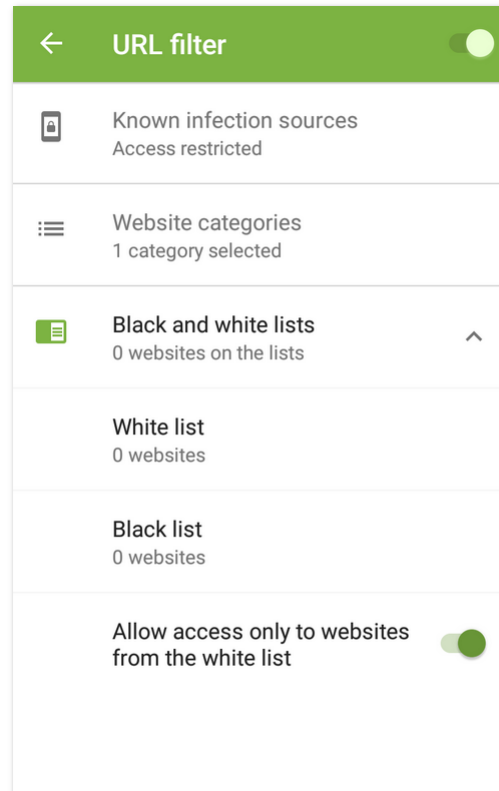 URL filter
Known infection sources
Access restricted
Website categories
1 category selected
Black and white lists
0 websites on the lists
White list
0 websites
Black list
0 websites
Allow access only to websites
from the white list